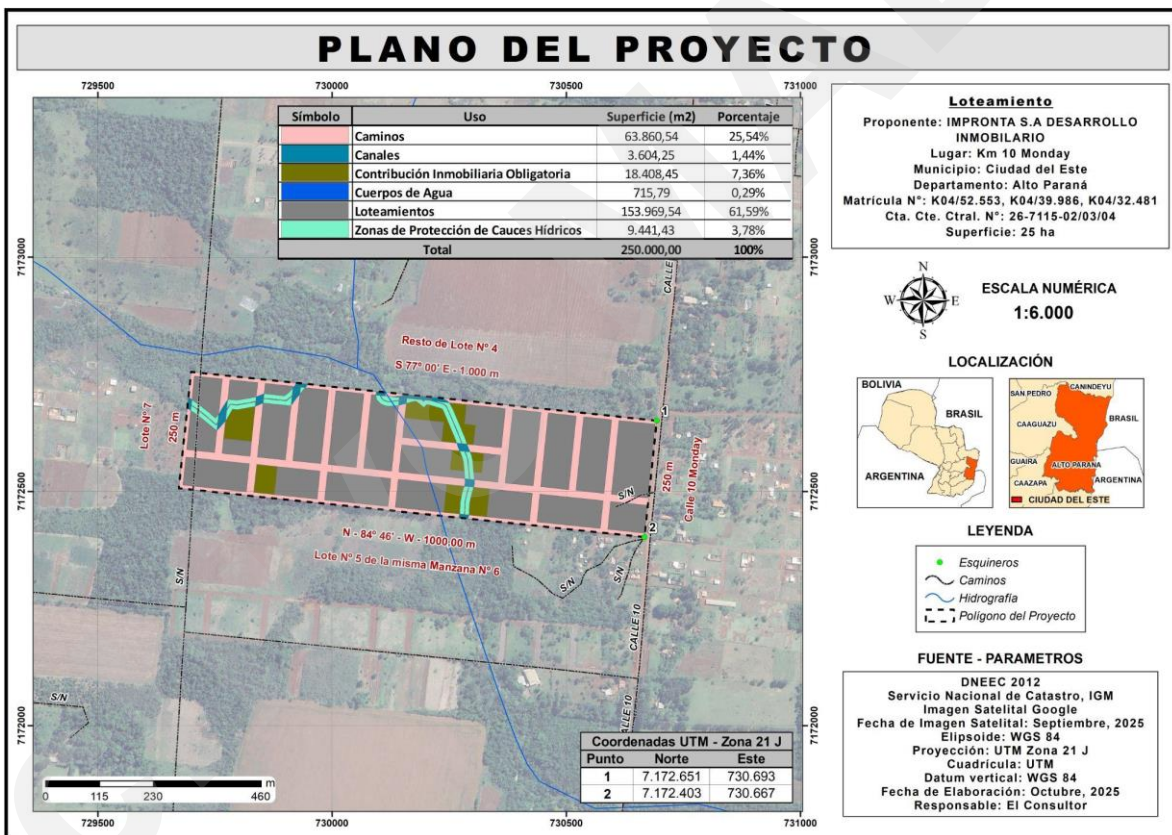 PLANO DEL PROYECTO
729500 730000 730500 731000
Símbolo Uso Superficie (m2) Porcentaje
Caminos 63.860,54 25,54%
Canales 3.604,25 1,44%
Contribución Inmobiliaria Obligatoria 18.408,45 7,36%
Cuerpos de Agua 715,79 0,29%
Loteamientos 153.969,54 61,59%
Zonas de Protección de Cauces Hídricos 9.441,43 3,78%
Total 250.000,00 100%
7173000
7173000
CALLE
Resto de Lote Nº 4
S 77º 00' E - 1.000 m
Lote Nº 7
250 m
1
250 m
Calle 10 Monday
7172500
7172500
S/N
2
N - 84º 46' - W - 1000,00 m
Lote Nº 5 de la misma Manzana Nº 6
S/N
S/N
S/N
CALLE 10
S/N
CALLE 10
7172000
7172000
Coordenadas UTM - Zona 21 J
Punto Norte Este
1 7.172.651 730.693
2 7.172.403 730.667
m
0 115 230 460
729500 730000 730500 731000
Loteamiento
Proponente: IMPRONTA S.A DESARROLLO
INMOBILARIO
Lugar: Km 10 Monday
Municipio: Ciudad del Este
Departamento: Alto Paraná
Matrícula N°: K04/52.553, K04/39.986, K04/32.481
Cta. Cte. Ctral. N°: 26-7115-02/03/04
Superficie: 25 ha
N
W E
S
ESCALA NUMÉRICA
1:6.000
LOCALIZACIÓN
BOLIVIA
BRASIL
ARGENTINA
SAN PEDRO
CANINDEYU
CAAGUAZU
BRASIL
GUAIRA
ALTO PARANA
CAAZAPA
ARGENTINA
CIUDAD DEL ESTE
LEYENDA
Esquineros
Caminos
Hidrografía
Polígono del Proyecto
FUENTE - PARAMETROS
DNEEC 2012
Servicio Nacional de Catastro, IGM
Imagen Satelital Google
Fecha de Imagen Satelital: Septiembre, 2025
Elipsoide: WGS 84
Proyección: UTM Zona 21 J
Cuadrícula: UTM
Datum vertical: WGS 84
Fecha de Elaboración: Octubre, 2025
Responsable: El Consultor